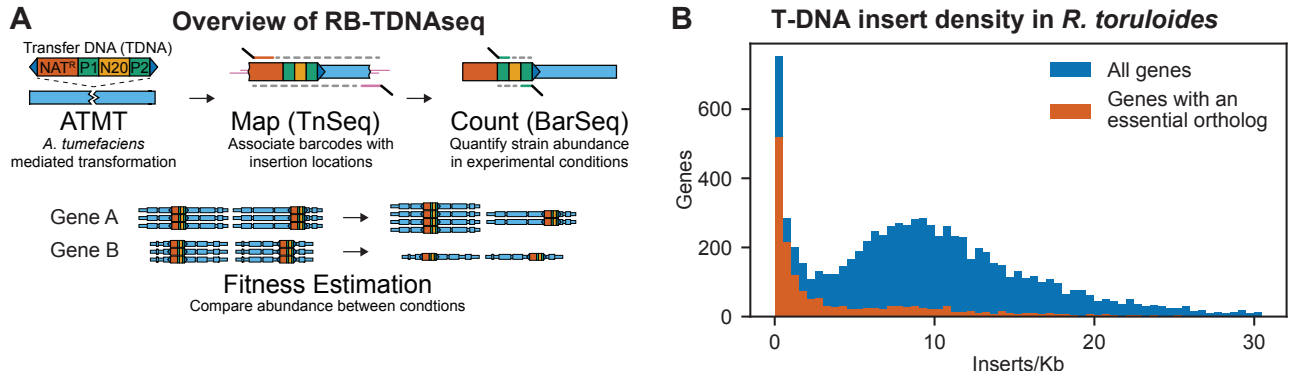 A
Overview of RB-TDNAseq
Transfer DNA (TDNA)
NATR P1 N20 P2
ATMT
A. tumefaciens
mediated transformation
Map (TnSeq)
Associate barcodes with
insertion locations
Count (BarSeq)
Quantify strain abundance
in experimental conditions
Gene A
Gene B
Fitness Estimation
Compare abundance between condtions
B
T-DNA insert density in R. toruloides
All genes
Genes with an
essential ortholog
Genes
600
400
200
0
0 10 20 30
Inserts/Kb